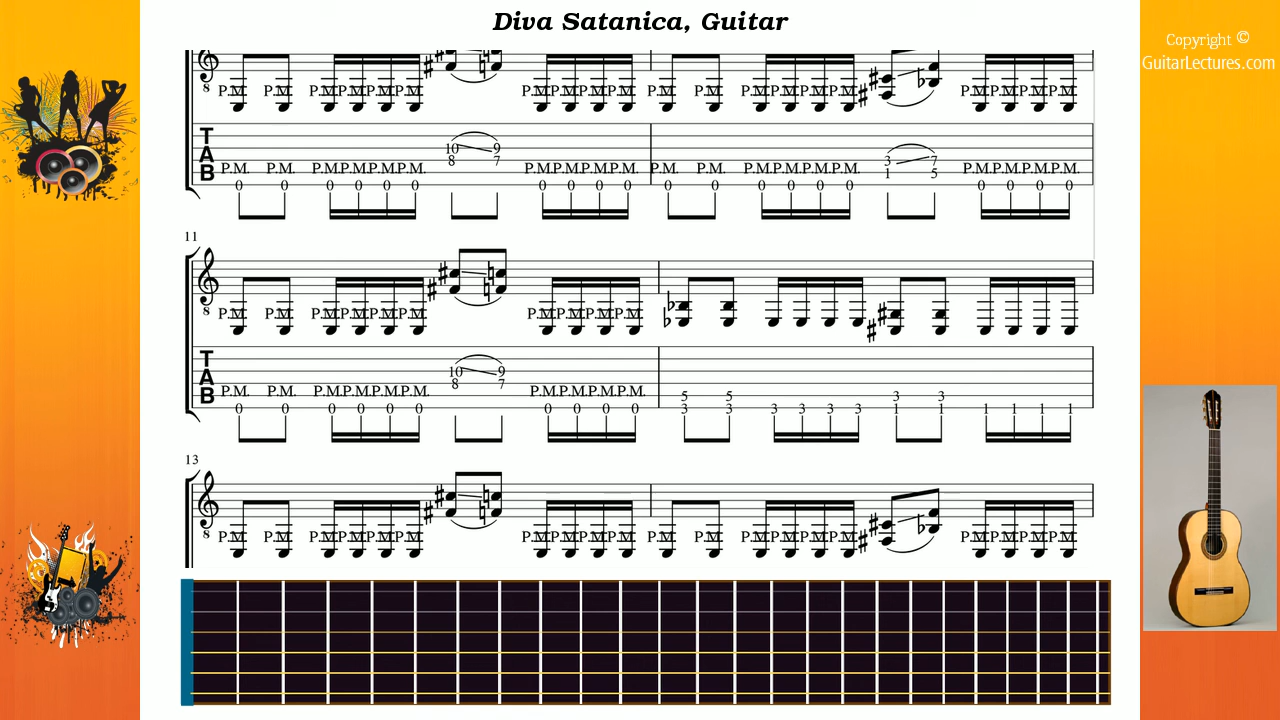 Diva Satanica, Guitar
Copyright ©
GuitarLectures.com
8 P.M. P.M. P.M. P.M. P.M. P.M. P.M. P.M. P.M. P.M. P.M. P.M. P.M. P.M. P.M. P.M. P.M. P.M. P.M. P.M.
T
10 9
A
8 7 3 7
P.M. P.M. P.M. P.M. P.M. P.M. P.M. P.M. P.M. P.M. P.M. P.M. P.M. P.M. P.M. P.M. P.M. P.M. P.M. P.M.
B 1 5
0 0 0 0 0 0 0 0 0 0 0 0 0 0 0 0 0 0 0 0
11
8 P.M. P.M. P.M. P.M. P.M. P.M. P.M. P.M. P.M. P.M.
T
10 9
A
8 7
P.M. P.M. P.M. P.M. P.M. P.M. P.M. P.M. P.M. P.M.
B 5 5 3 3
0 0 0 0 0 0 0 0 0 0 3 3 3 3 3 3 1 1 1 1 1 1
13
8 P.M. P.M. P.M. P.M. P.M. P.M. P.M. P.M. P.M. P.M. P.M. P.M. P.M. P.M. P.M. P.M. P.M. P.M. P.M. P.M.